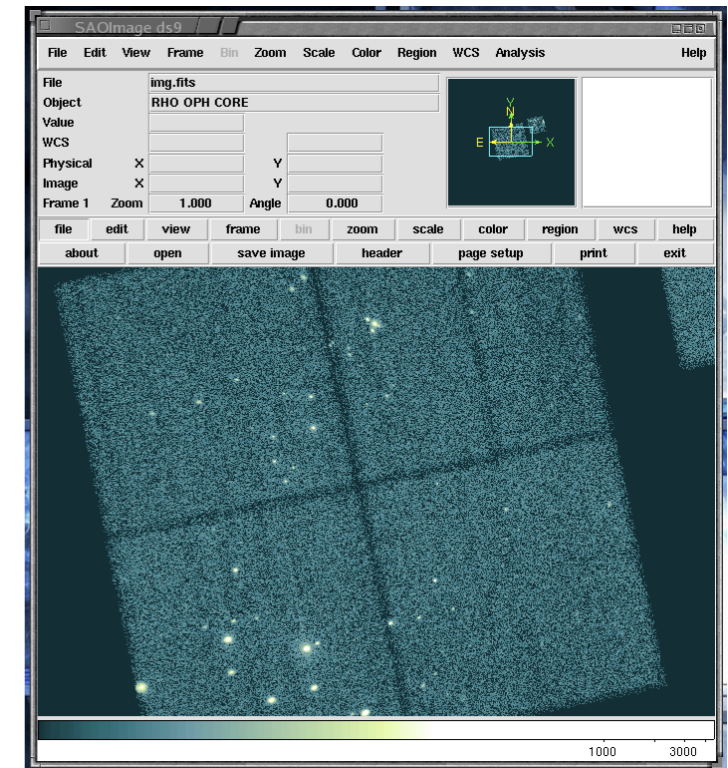 SAOImage ds9
File Edit View Frame Bin Zoom Scale Color Region WCS Analysis Help
File img.fits
Object RHO OPH CORE
Value
WCS
Physical X Y
Image X Y
Frame 1 Zoom 1.000 Angle 0.000
Y
N
E X
file edit view frame bin zoom scale color region wcs help
about open save image header page setup print exit
1000 3000